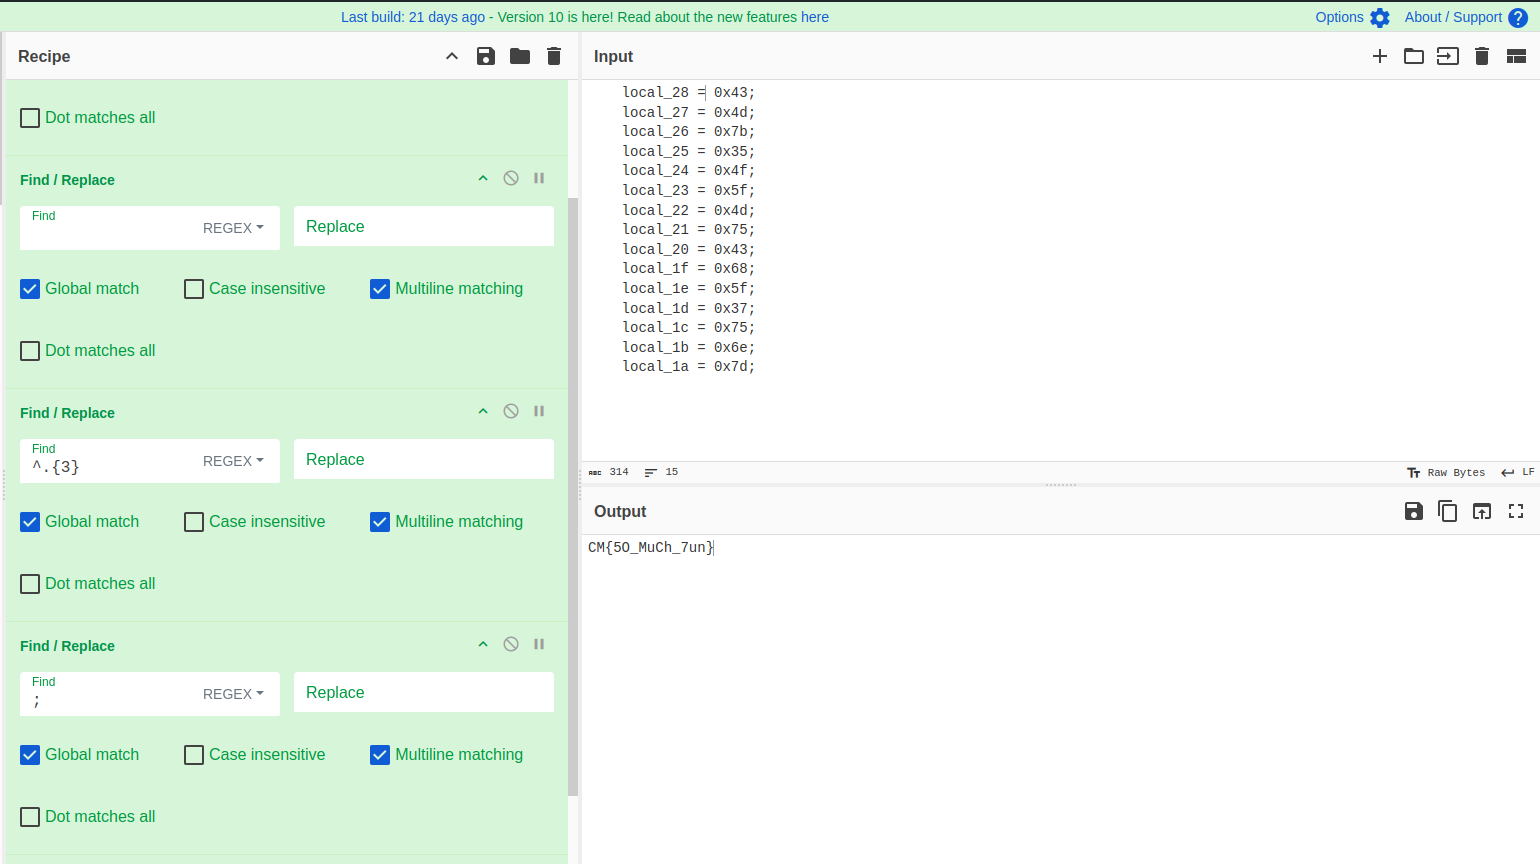 Last build: 21 days ago - Version 10 is here! Read about the new features here
Options
About / Support
Recipe
Dot matches all
Find / Replace
Find
REGEX
Replace
Global match
Case insensitive
Multiline matching
Dot matches all
Find / Replace
Find
^.{3}
REGEX
Replace
Global match
Case insensitive
Multiline matching
Dot matches all
Find / Replace
Find
;
REGEX
Replace
Global match
Case insensitive
Multiline matching
Dot matches all
Input
local_28 = 0x43;
local_27 = 0x4d;
local_26 = 0x7b;
local_25 = 0x35;
local_24 = 0x4f;
local_23 = 0x5f;
local_22 = 0x4d;
local_21 = 0x75;
local_20 = 0x43;
local_1f = 0x68;
local_1e = 0x5f;
local_1d = 0x37;
local_1c = 0x75;
local_1b = 0x6e;
local_1a = 0x7d;
ABC 314
15
Raw Bytes
LF
Output
CM{5O_MuCh_7un}